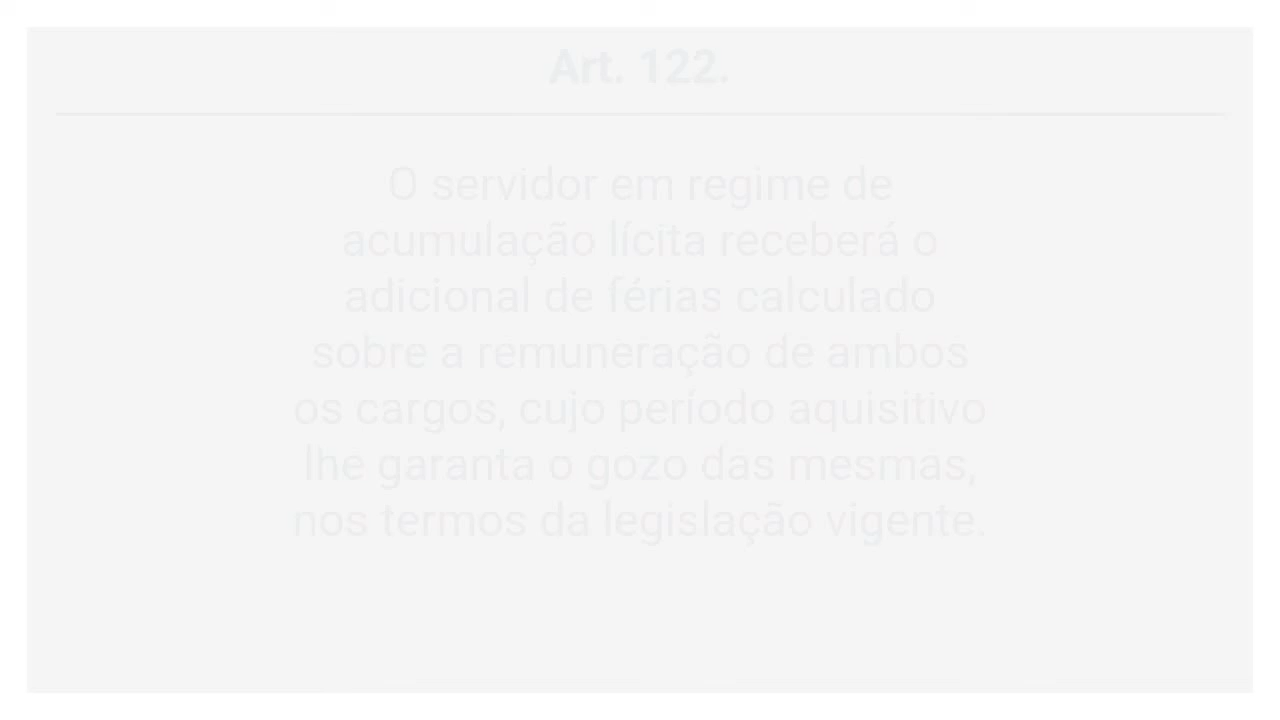 Art. 122.
O servidor em regime de
acumulação lícita receberá o
adicional de férias calculado
sobre a remuneração de ambos
os cargos, cujo período aquisitivo
lhe garanta o gozo das mesmas,
nos termos da legislação vigente.